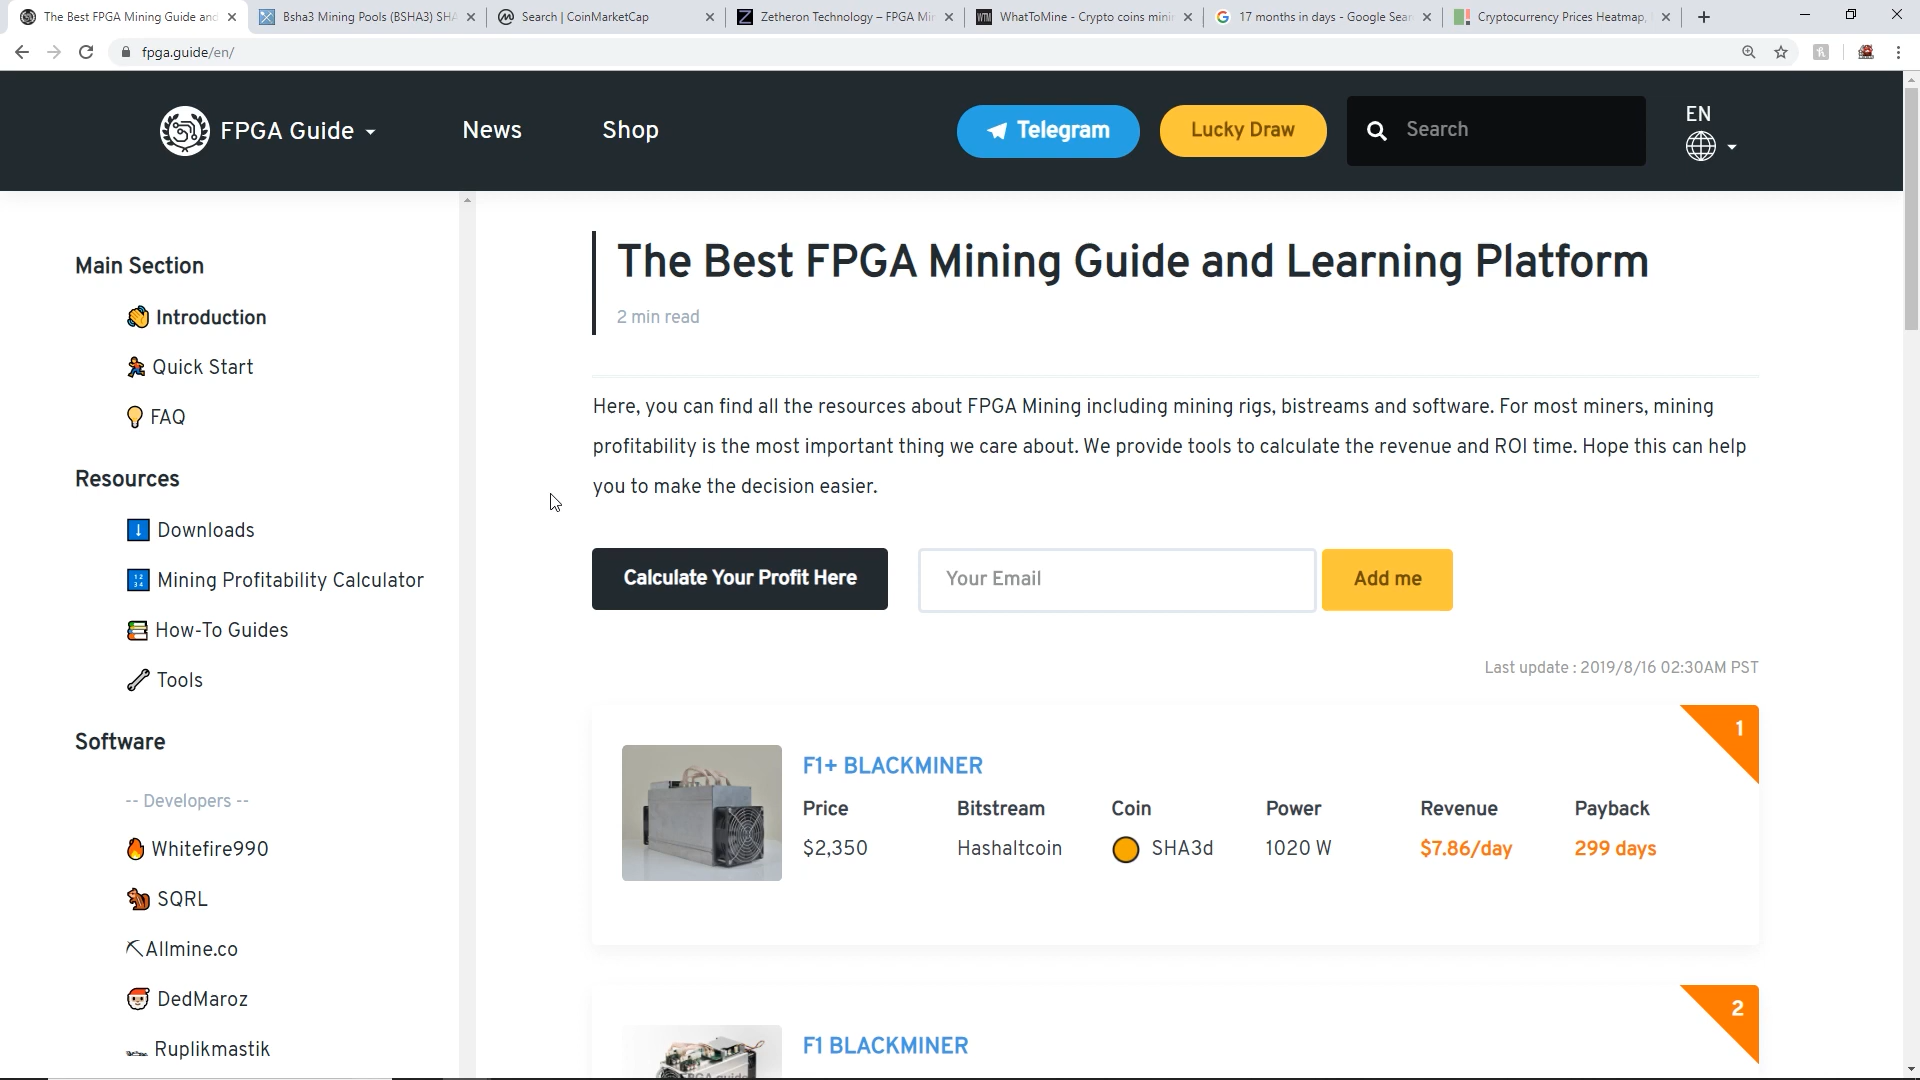 The Best FPGA Mining Guide and
Bsha3 Mining Pools (BSHA3) SHA
Search | CoinMarketCap
Zetheron Technology – FPGA Min
WhatToMine - Crypto coins minin
17 months in days - Google Sear
Cryptocurrency Prices Heatmap,
fpga.guide/en/
FPGA Guide
News
Shop
Telegram
Lucky Draw
Search
EN
Main Section
Introduction
Quick Start
FAQ
Resources
Downloads
Mining Profitability Calculator
How-To Guides
Tools
Software
-- Developers --
Whitefire990
SQRL
Allmine.co
DedMaroz
Ruplikmastik
The Best FPGA Mining Guide and Learning Platform
2 min read
Here, you can find all the resources about FPGA Mining including mining rigs, bistreams and software. For most miners, mining
profitability is the most important thing we care about. We provide tools to calculate the revenue and ROI time. Hope this can help
you to make the decision easier.
Calculate Your Profit Here
Your Email
Add me
Last update : 2019/8/16 02:30AM PST
1
F1+ BLACKMINER
Price Bitstream Coin Power Revenue Payback
$2,350 Hashaltcoin SHA3d 1020 W $7.86/day 299 days
2
F1 BLACKMINER
FPGA guide